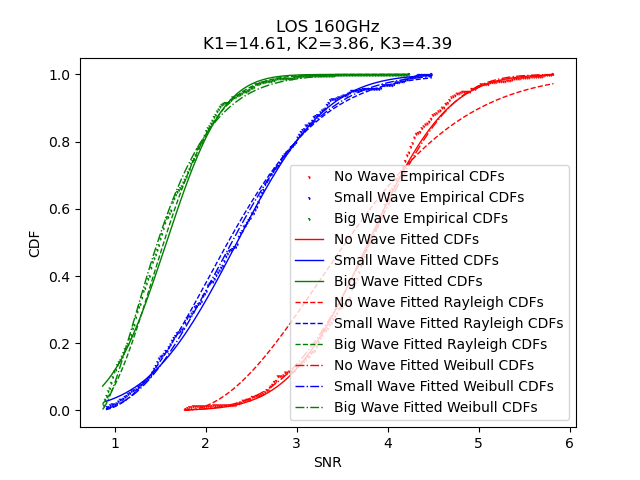 LOS 160GHz
K1=14.61, K2=3.86, K3=4.39
CDF
1.0
0.8
0.6
0.4
0.2
0.0
No Wave Empirical CDFs
Small Wave Empirical CDFs
Big Wave Empirical CDFs
No Wave Fitted CDFs
Small Wave Fitted CDFs
Big Wave Fitted CDFs
No Wave Fitted Rayleigh CDFs
Small Wave Fitted Rayleigh CDFs
Big Wave Fitted Rayleigh CDFs
No Wave Fitted Weibull CDFs
Small Wave Fitted Weibull CDFs
Big Wave Fitted Weibull CDFs
1 2 3 4 5 6
SNR